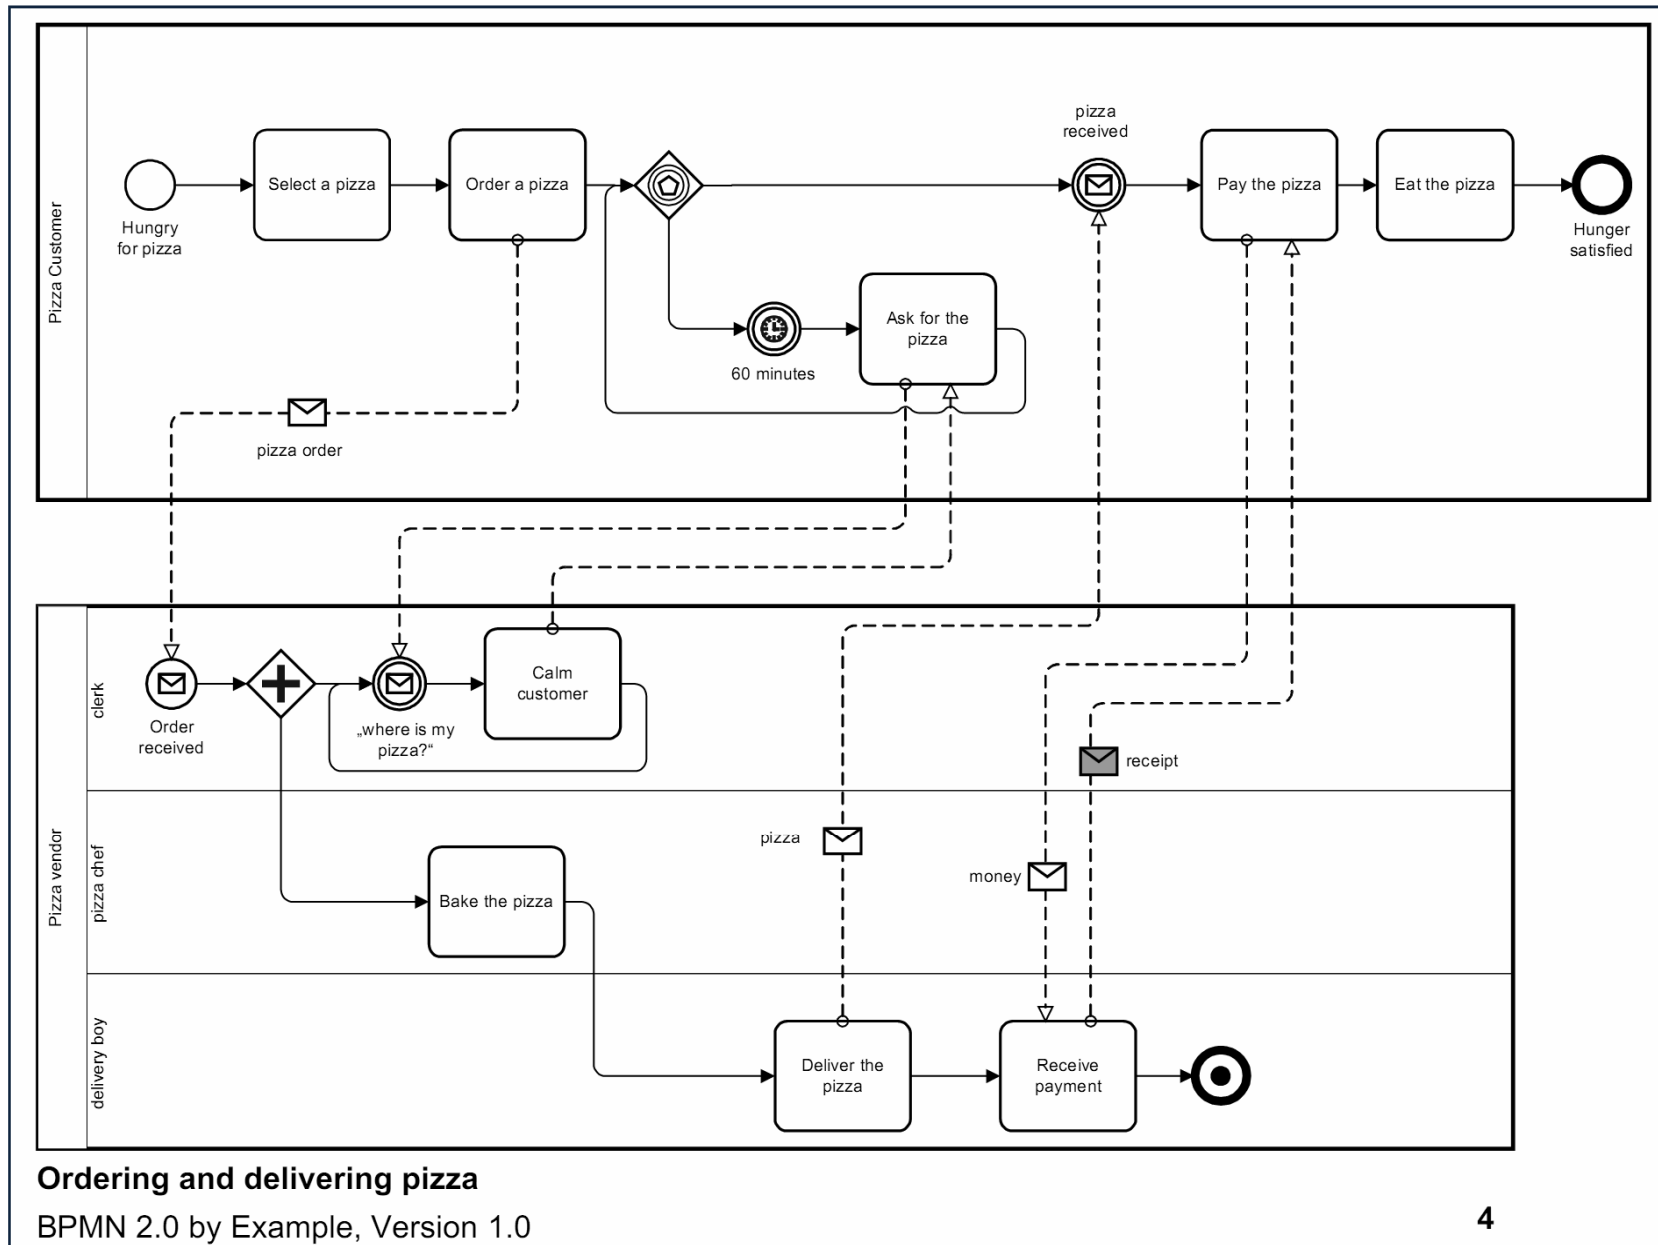 Pizza Customer
Hungry
for pizza
Select a pizza
Order a pizza
pizza
received
Pay the pizza
Eat the pizza
Hunger
satisfied
60 minutes
Ask for the
pizza
pizza order
Pizza vendor
clerk
Order
received
„where is my
pizza?“
Calm
customer
receipt
pizza chef
Bake the pizza
pizza
money
delivery boy
Deliver the
pizza
Receive
payment
Ordering and delivering pizza
BPMN 2.0 by Example, Version 1.0
4